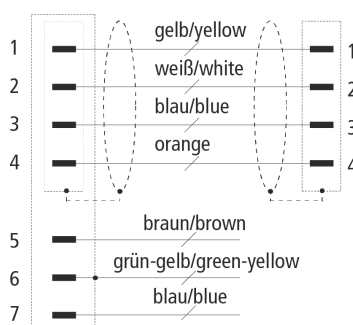 1 gelb/yellow 1
2 weiß/white 2
3 blau/blue 3
4 orange 4
5 braun/brown
6 grün-gelb/green-yellow
7 blau/blue